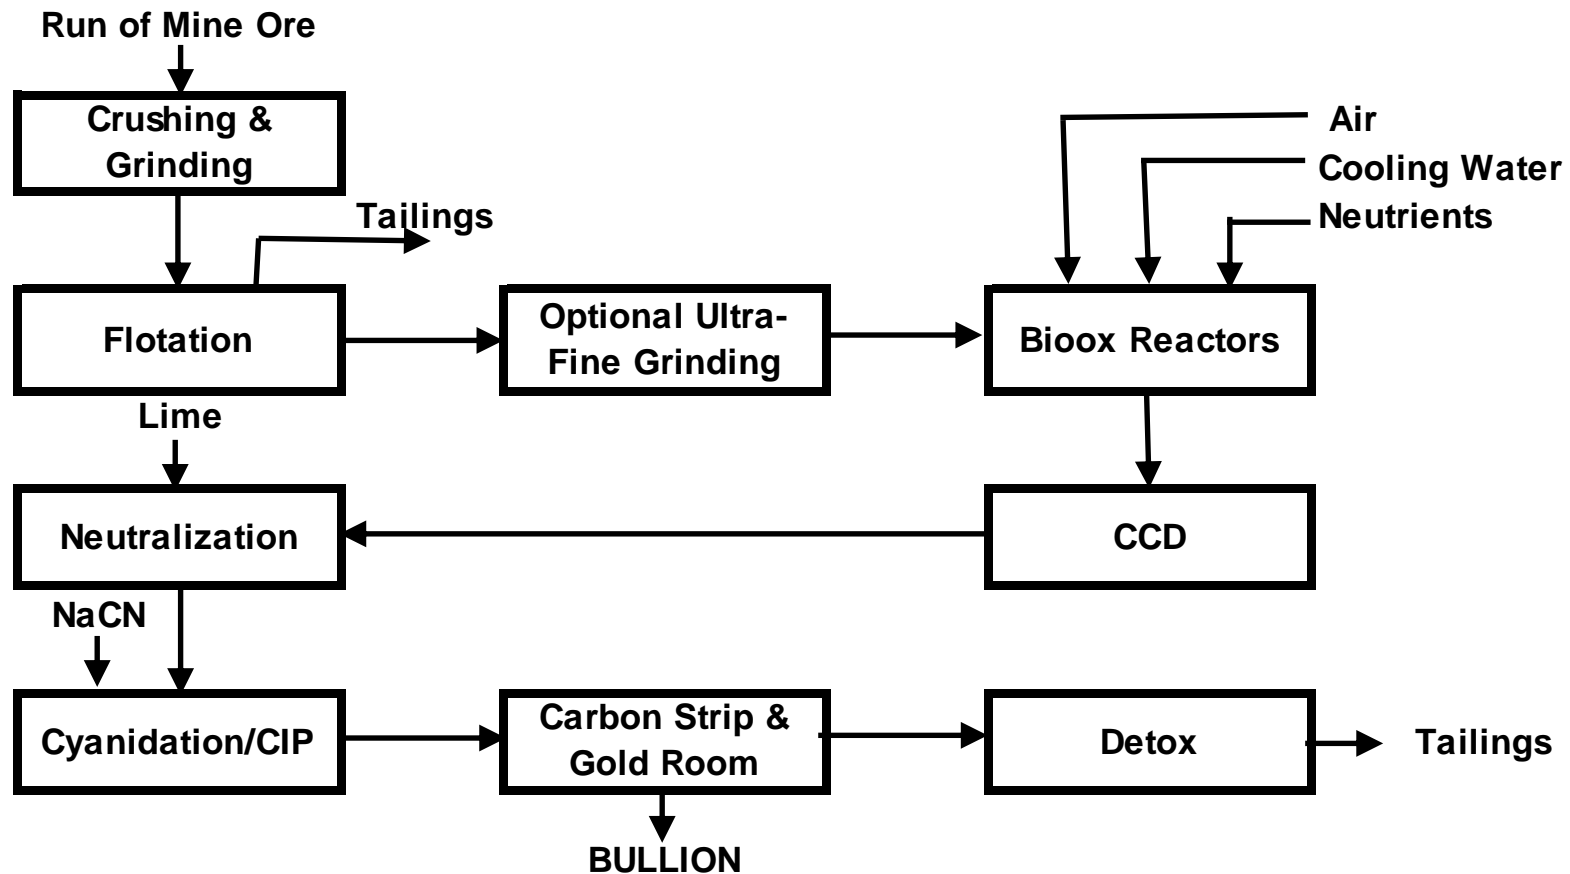 Run of Mine Ore
Crushing &
Grinding
Air
Cooling Water
Neutrients
Tailings
Flotation
Optional Ultra-
Fine Grinding
Bioox Reactors
Lime
Neutralization
CCD
NaCN
Cyanidation/CIP
Carbon Strip &
Gold Room
Detox
Tailings
BULLION